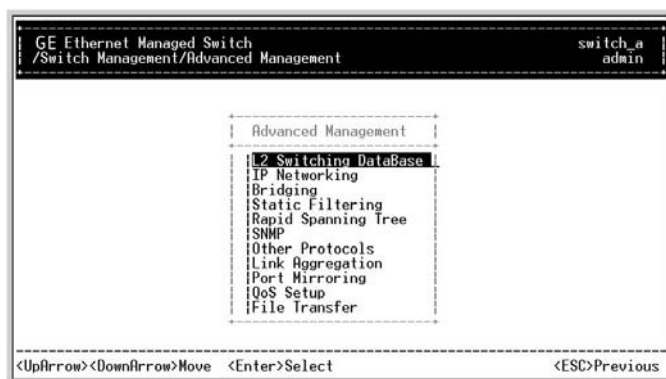 GE Ethernet Managed Switch switch_a
/Switch Management/Advanced Management admin
Advanced Management
L2 Switching DataBase
IP Networking
Bridging
Static Filtering
Rapid Spanning Tree
SNMP
Other Protocols
Link Aggregation
Port Mirroring
QoS Setup
File Transfer
<UpArrow><DownArrow>Move <Enter>Select <ESC>Previous